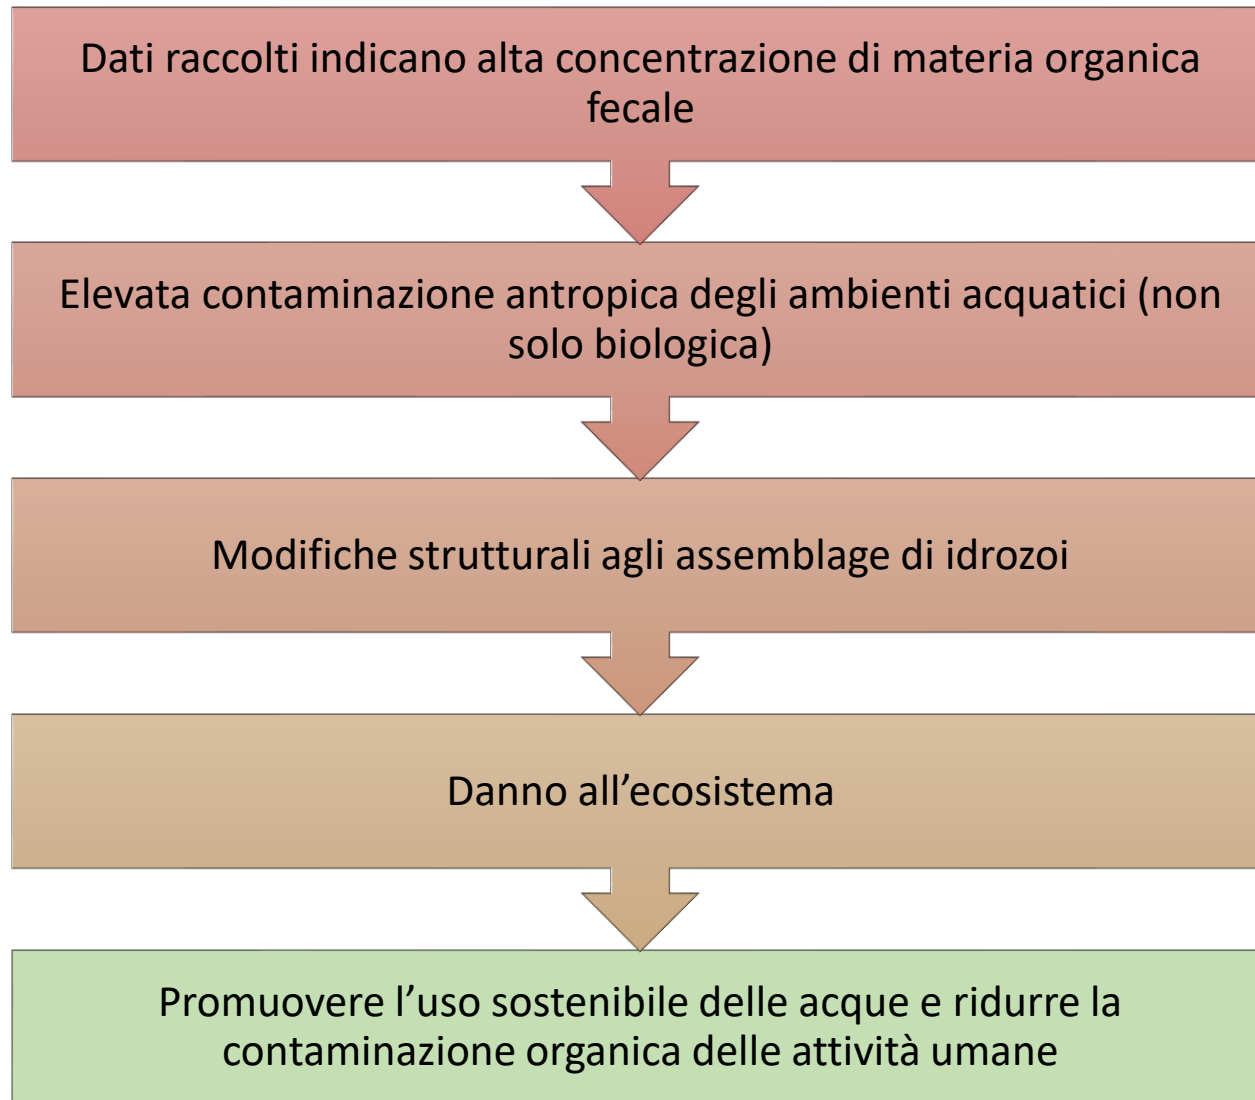 Dati raccolti indicano alta concentrazione di materia organica
fecale
Elevata contaminazione antropica degli ambienti acquatici (non
solo biologica)
Modifiche strutturali agli assemblage di idrozoi
Danno all’ecosistema
Promuovere l’uso sostenibile delle acque e ridurre la
contaminazione organica delle attività umane